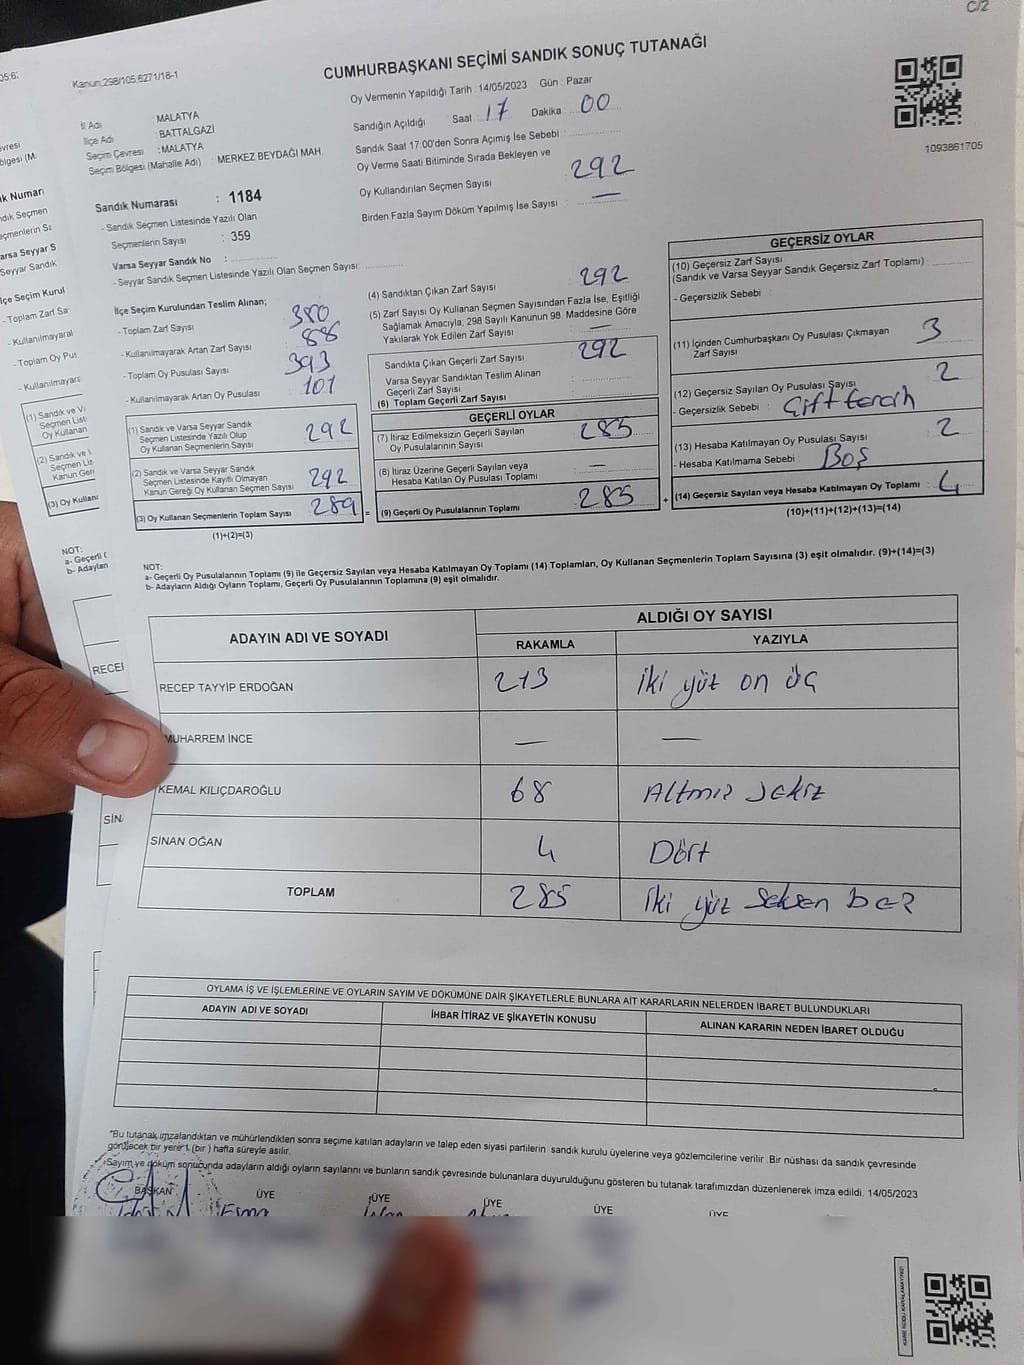 C/2
Kanun:298/105;6271/18-1
CUMHURBAŞKANI SEÇİMİ SANDIK SONUÇ TUTANAĞI
1093861705
İl Adı : MALATYA
İlçe Adı : BATTALGAZİ
Seçim Çevresi : MALATYA
Seçim Bölgesi (Mahalle Adı) : MERKEZ BEYDAĞI MAH.
Sandık Numarası : 1184
- Sandık Seçmen Listesinde Yazılı Olan
Seçmenlerin Sayısı : 359
Varsa Seyyar Sandık No :
- Seyyar Sandık Seçmen Listesinde Yazılı Olan Seçmen Sayısı:
Oy Vermenin Yapıldığı Tarih : 14/05/2023 Gün : Pazar
Sandığın Açıldığı Saat : 17 Dakika : 00
Sandık Saat 17:00'den Sonra Açımış İse Sebebi :
Oy Verme Saati Bitiminde Sırada Bekleyen ve
Oy Kullandırılan Seçmen Sayısı : 292
Birden Fazla Sayım Döküm Yapılmış İse Sayısı : —
İlçe Seçim Kurulundan Teslim Alınan;
- Toplam Zarf Sayısı : 380
- Kullanılmayarak Artan Zarf Sayısı : 886
- Toplam Oy Pusulası Sayısı : 393
- Kullanılmayarak Artan Oy Pusulası : 101
(1) Sandık ve Varsa Seyyar Sandık
Seçmen Listesinde Yazılı Olup
Oy Kullanan Seçmenlerin Sayısı : 292
(2) Sandık ve Varsa Seyyar Sandık
Seçmen Listesinde Kayıtlı Olmayan
Kanun Gereği Oy Kullanan Seçmen Sayısı : 292
(3) Oy Kullanan Seçmenlerin Toplam Sayısı : 289
(1)+(2)=(3)
(4) Sandıktan Çıkan Zarf Sayısı : 292
(5) Zarf Sayısı Oy Kullanan Seçmen Sayısından Fazla İse, Eşitliği
Sağlamak Amacıyla, 298 Sayılı Kanunun 98. Maddesine Göre
Yakılarak Yok Edilen Zarf Sayısı : —
Sandıkta Çıkan Geçerli Zarf Sayısı : 292
Varsa Seyyar Sandıktan Teslim Alınan
Geçerli Zarf Sayısı :
(6) Toplam Geçerli Zarf Sayısı :
GEÇERLİ OYLAR
(7) İtiraz Edilmeksizin Geçerli Sayılan
Oy Pusulalarının Sayısı : 285
(8) İtiraz Üzerine Geçerli Sayılan veya
Hesaba Katılan Oy Pusulası Toplamı : —
(9) Geçerli Oy Pusulalarının Toplamı : 285
GEÇERSİZ OYLAR
(10) Geçersiz Zarf Sayısı
(Sandık ve Varsa Seyyar Sandık Geçersiz Zarf Toplamı) :
- Geçersizlik Sebebi :
(11) İçinden Cumhurbaşkanı Oy Pusulası Çıkmayan
Zarf Sayısı : 3
(12) Geçersiz Sayılan Oy Pusulası Sayısı : 2
- Geçersizlik Sebebi : Çift tercih
(13) Hesaba Katılmayan Oy Pusulası Sayısı : 2
- Hesaba Katılmama Sebebi : Boş
(14) Geçersiz Sayılan veya Hesaba Katılmayan Oy Toplamı : 4
(10)+(11)+(12)+(13)=(14)
NOT:
a- Geçerli Oy Pusulalarının Toplamı (9) ile Geçersiz Sayılan veya Hesaba Katılmayan Oy Toplamı (14) Toplamları, Oy Kullanan Seçmenlerin Toplam Sayısına (3) eşit olmalıdır. (9)+(14)=(3)
b- Adayların Aldığı Oyların Toplamı, Geçerli Oy Pusulalarının Toplamına (9) eşit olmalıdır.
ADAYIN ADI VE SOYADI ALDIĞI OY SAYISI
RAKAMLA YAZIYLA
RECEP TAYYİP ERDOĞAN 213 İki yüz on üç
MUHARREM İNCE — —
KEMAL KILIÇDAROĞLU 68 Altmız sekiz
SİNAN OĞAN 4 Dört
TOPLAM 285 İki yüz seksen beş
OYLAMA İŞ VE İŞLEMLERİNE VE OYLARIN SAYIM VE DÖKÜMÜNE DAİR ŞİKAYETLERLE BUNLARA AİT KARARLARIN NELERDEN İBARET BULUNDUKLARI
ADAYIN ADI VE SOYADI İHBAR İTİRAZ VE ŞİKAYETİN KONUSU ALINAN KARARIN NEDEN İBARET OLDUĞU
*Bu tutanak imzalandıktan ve mühürlendikten sonra seçime katılan adayların ve talep eden siyasi partilerin sandık kurulu üyelerine veya gözlemcilerine verilir. Bir nüshası da sandık çevresinde
görülecek bir yere 1 (bir) hafta süreyle asılır.
*Sayım ve döküm sonucunda adayların aldığı oyların sayılarını ve bunların sandık çevresinde bulunanlara duyurulduğunu gösteren bu tutanak tarafımızdan düzenlenerek imza edildi. 14/05/2023
BAŞKAN ÜYE ÜYE ÜYE ÜYE ÜYE
Esma